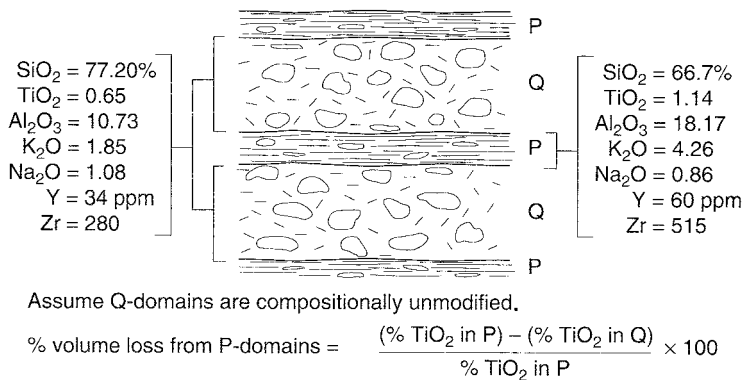 SiO₂ = 77.20%
TiO₂ = 0.65
Al₂O₃ = 10.73
K₂O = 1.85
Na₂O = 1.08
Y = 34 ppm
Zr = 280
P
Q
P
Q
P
SiO₂ = 66.7%
TiO₂ = 1.14
Al₂O₃ = 18.17
K₂O = 4.26
Na₂O = 0.86
Y = 60 ppm
Zr = 515
Assume Q-domains are compositionally unmodified.
% volume loss from P-domains = (% TiO₂ in P) – (% TiO₂ in Q) / % TiO₂ in P × 100